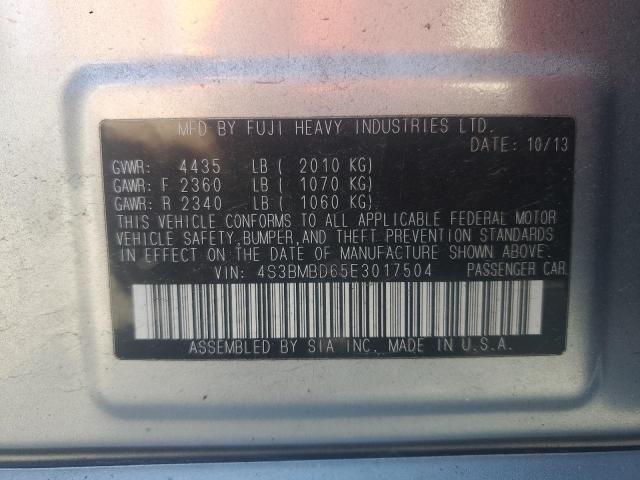 MFD BY FUJI HEAVY INDUSTRIES LTD.
DATE: 10/13
GVWR: 4435 LB ( 2010 KG)
GAWR: F 2360 LB ( 1070 KG)
GAWR: R 2340 LB ( 1060 KG)
THIS VEHICLE CONFORMS TO ALL APPLICABLE FEDERAL MOTOR
VEHICLE SAFETY,BUMPER,AND THEFT PREVENTION STANDARDS
IN EFFECT ON THE DATE OF MANUFACTURE SHOWN ABOVE.
VIN: 4S3BMBD65E3017504 PASSENGER CAR
ASSEMBLED BY SIA INC. MADE IN U.S.A.